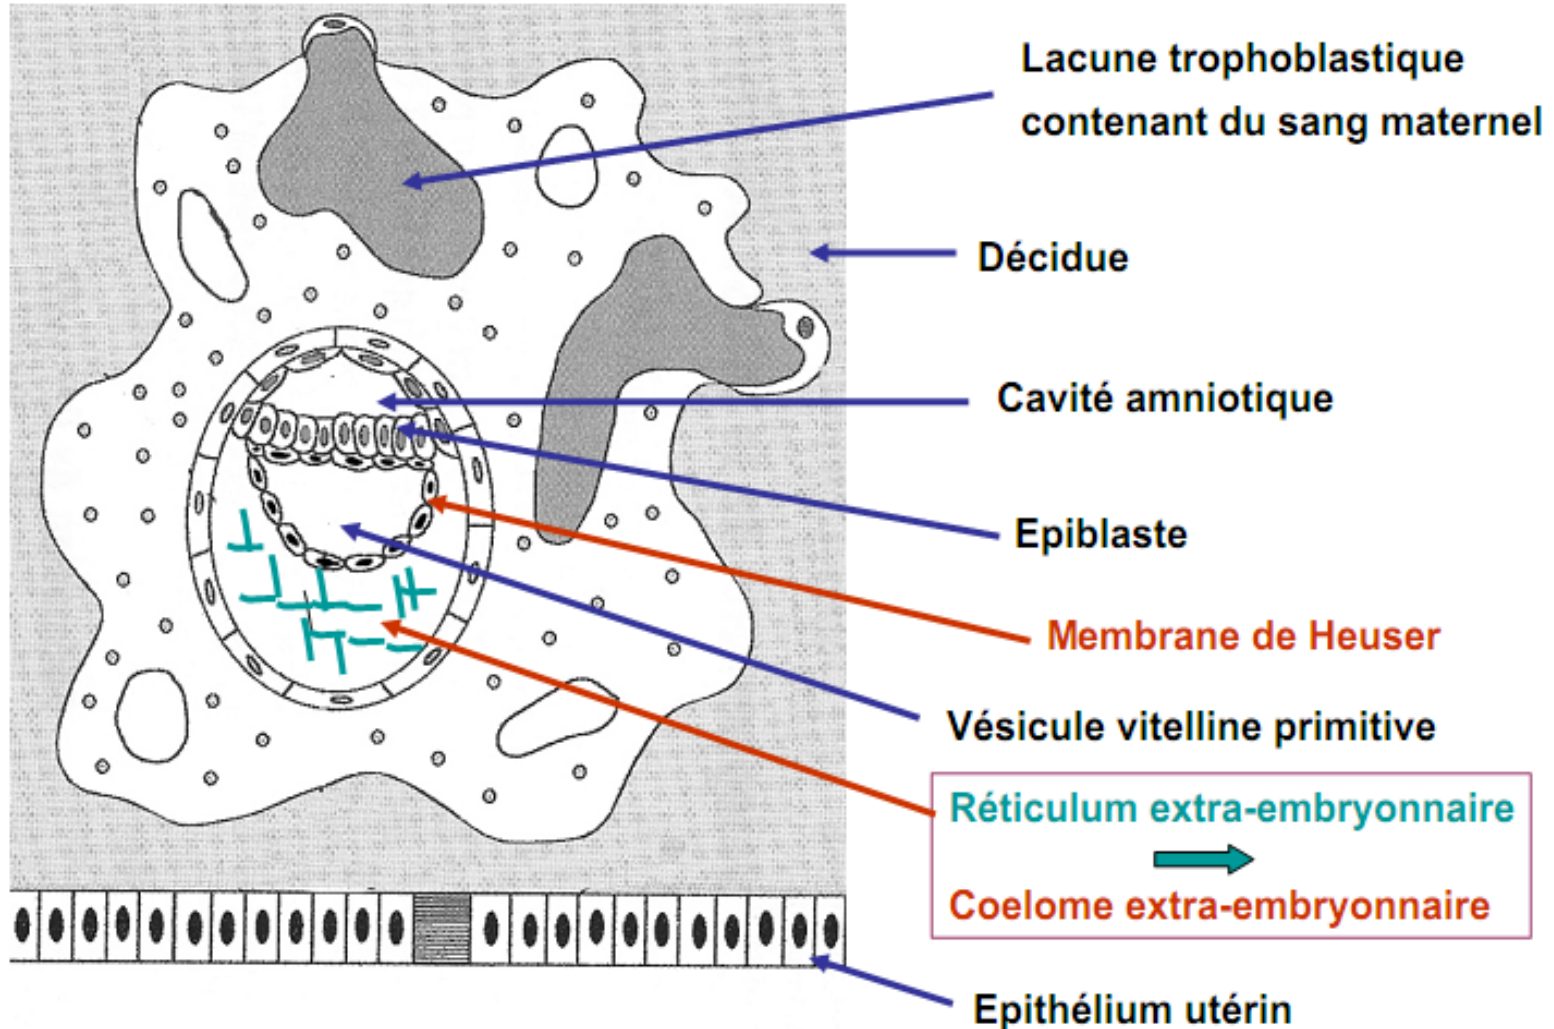 Lacune trophoblastique
contenant du sang maternel
Décidue
Cavité amniotique
Epiblaste
Membrane de Heuser
Vésicule vitelline primitive
Réticulum extra-embryonnaire
Coelome extra-embryonnaire
Epithélium utérin